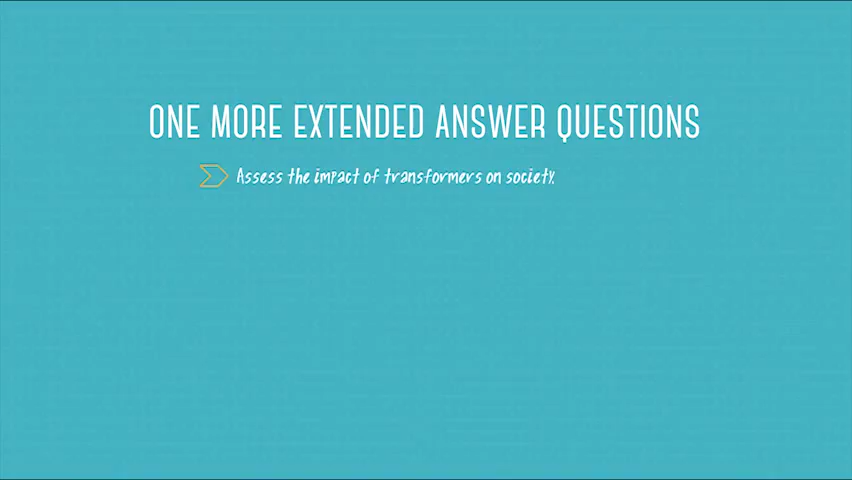 ONE MORE EXTENDED ANSWER QUESTIONS
Assess the impact of transformers on society.